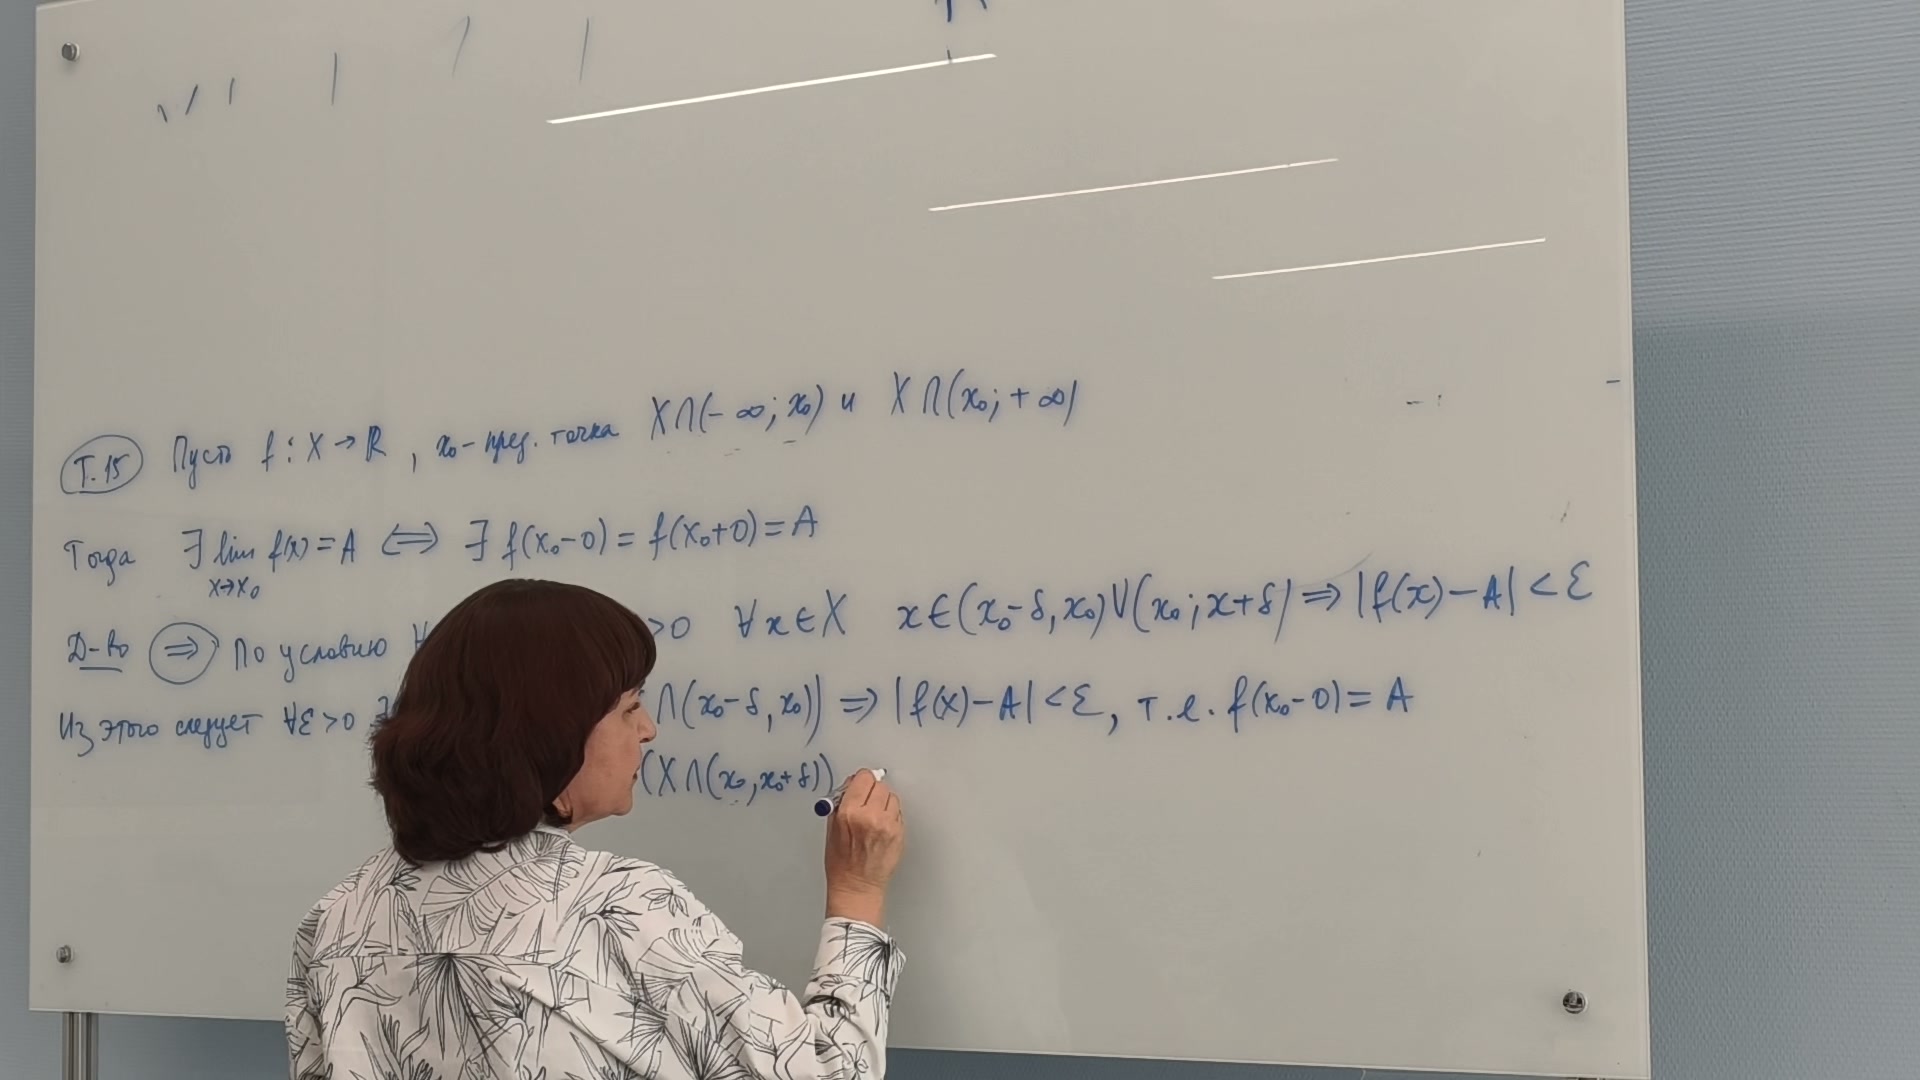 Т.15 Пусть f : X → ℝ , x₀ - пред. точка X∩(-∞; x₀) и X∩(x₀; +∞)
Тогда ∃ lim f(x) = A ⟺ ∃ f(x₀-0) = f(x₀+0) = A
x→x₀
Д-во ⇒ По условию ∀ >0 ∀x∈X x∈(x₀-δ, x₀)∪(x₀; x+δ) ⇒ |f(x)-A| < ε
Из этого следует ∀ε>0 ∃ ∩(x₀-δ, x₀)) ⇒ |f(x)-A| < ε, т.е. f(x₀-0) = A
(X∩(x₀, x₀+δ))